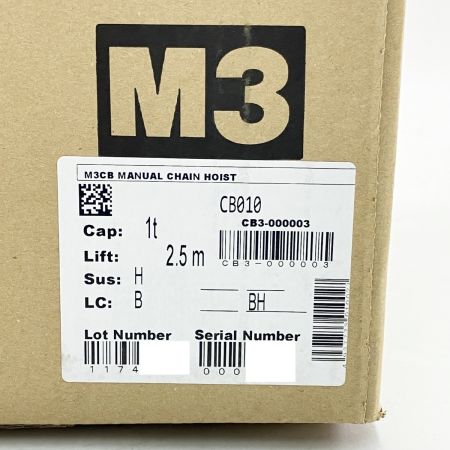 M3
M3CB MANUAL CHAIN HOIST
CB010
Cap: 1t
CB3-000003
Lift: 2.5 m
CB3-000003
Sus: H
LC: B BH
Lot Number Serial Number
1174 000